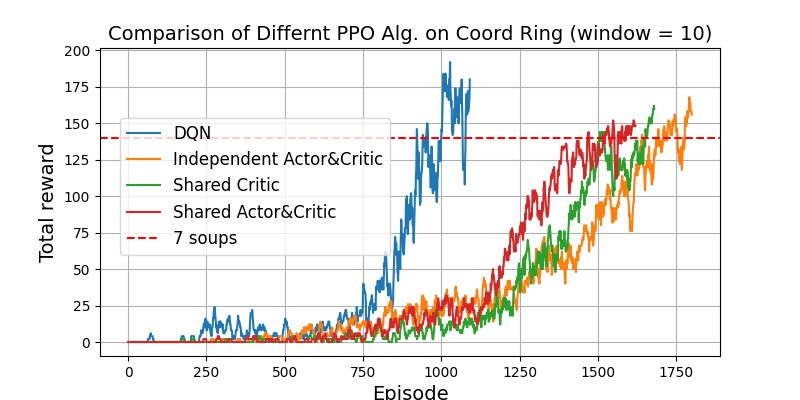 Comparison of Differnt PPO Alg. on Coord Ring (window = 10)
200
175
150
125
100
75
50
25
0
Total reward
DQN
Independent Actor&Critic
Shared Critic
Shared Actor&Critic
7 soups
0 250 500 750 1000 1250 1500 1750
Episode